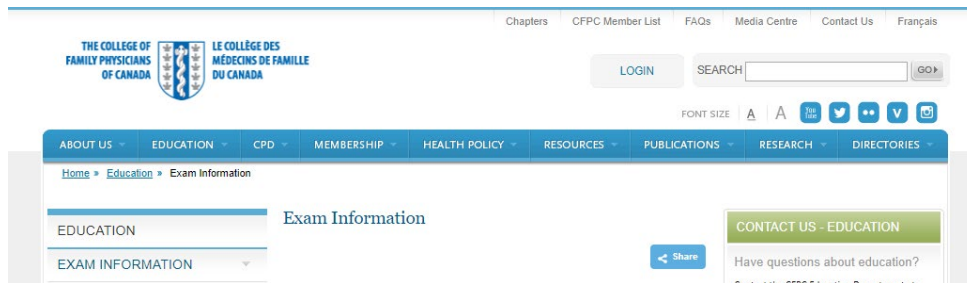 Chapters CFPC Member List FAQs Media Centre Contact Us Français
THE COLLEGE OF
FAMILY PHYSICIANS
OF CANADA
LE COLLÈGE DES
MÉDECINS DE FAMILLE
DU CANADA
LOGIN SEARCH GO
FONT SIZE A A You Tube V
ABOUT US EDUCATION CPD MEMBERSHIP HEALTH POLICY RESOURCES PUBLICATIONS RESEARCH DIRECTORIES
Home » Education » Exam Information
EDUCATION
EXAM INFORMATION
Exam Information
Share
CONTACT US - EDUCATION
Have questions about education?